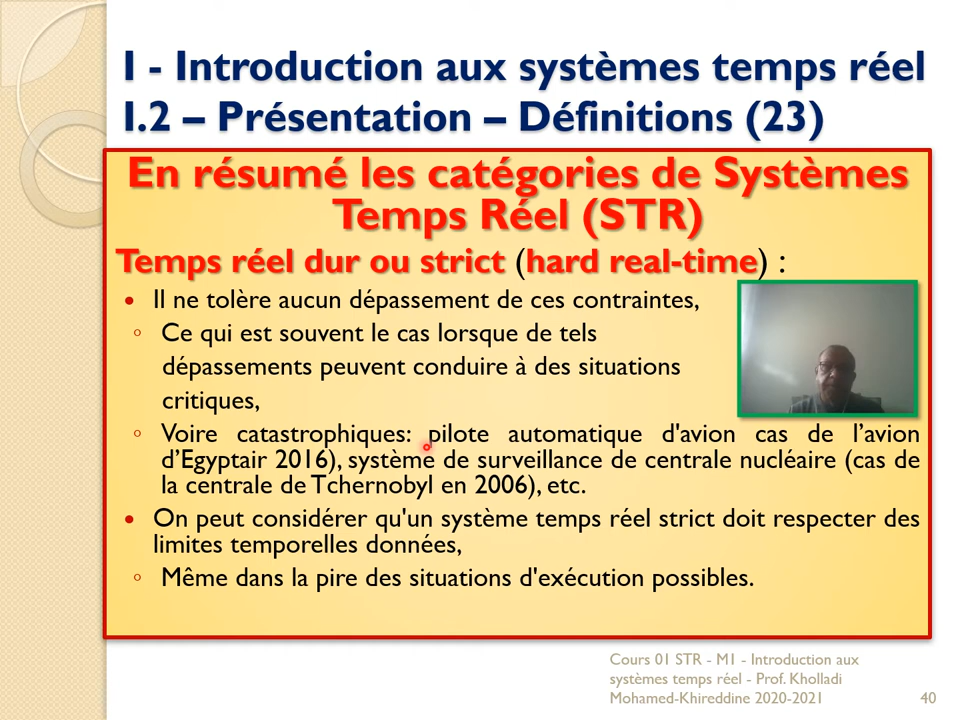 I - Introduction aux systèmes temps réel
I.2 – Présentation – Définitions (23)
En résumé les catégories de Systèmes
Temps Réel (STR)
Temps réel dur ou strict (hard real-time) :
• Il ne tolère aucun dépassement de ces contraintes,
◦ Ce qui est souvent le cas lorsque de tels
dépassements peuvent conduire à des situations
critiques,
◦ Voire catastrophiques: pilote automatique d'avion cas de l’avion
d’Egyptair 2016), système de surveillance de centrale nucléaire (cas de
la centrale de Tchernobyl en 2006), etc.
• On peut considérer qu'un système temps réel strict doit respecter des
limites temporelles données,
◦ Même dans la pire des situations d'exécution possibles.
Cours 01 STR - M1 - Introduction aux
systèmes temps réel - Prof. Kholladi
Mohamed-Khireddine 2020-2021
40